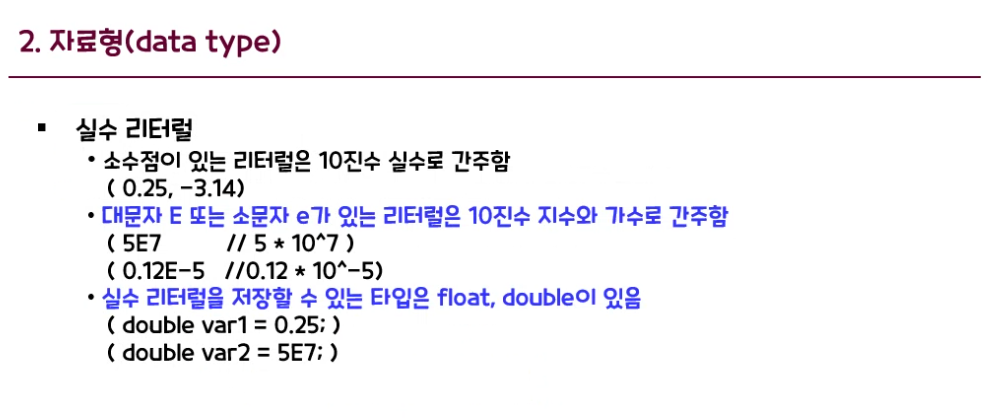 2. 자료형(data type)
▪ 실수 리터럴
• 소수점이 있는 리터럴은 10진수 실수로 간주함
( 0.25, -3.14)
• 대문자 E 또는 소문자 e가 있는 리터럴은 10진수 지수와 가수로 간주함
( 5E7 // 5 * 10^7 )
( 0.12E-5 //0.12 * 10^-5)
• 실수 리터럴을 저장할 수 있는 타입은 float, double이 있음
( double var1 = 0.25; )
( double var2 = 5E7; )